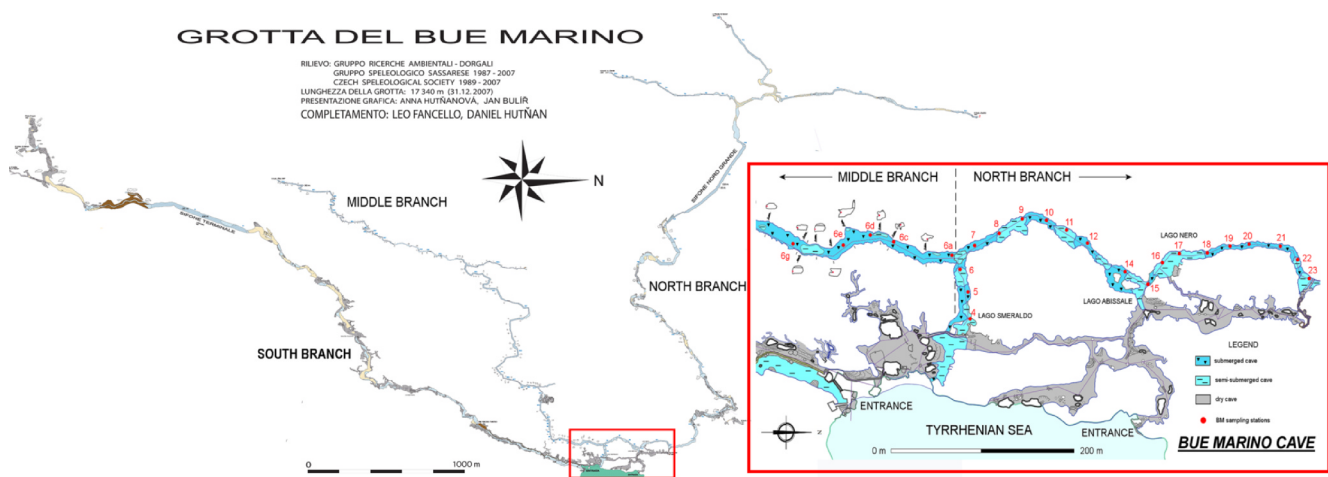 GROTTA DEL BUE MARINO
RILIEVO: GRUPPO RICERCHE AMBIENTALI - DORGALI
GRUPPO SPELEOLOGICO SASSARESE 1987 - 2007
CZECH SPELEOLOGICAL SOCIETY 1989 - 2007
LUNGHEZZA DELLA GROTTA: 17 340 m (31.12.2007)
PRESENTAZIONE GRAFICA: ANNA HUTŇANOVÁ, JAN BULÍŘ
COMPLETAMENTO: LEO FANCELLO, DANIEL HUTŇAN
N
SIFONE NORD GRANDE
MIDDLE BRANCH
SIFONE TERMINALE
NORTH BRANCH
SOUTH BRANCH
0 1000 m
MIDDLE BRANCH NORTH BRANCH
6g
6e
6d
6c
6a
7
8
9
10
11
12
14
15
16
LAGO NERO
17
18
19
20
21
22
23
6
5
4
LAGO SMERALDO
LAGO ABISSALE
LEGEND
submerged cave
semi-submerged cave
dry cave
BM sampling stations
ENTRANCE
TYRRHENIAN SEA
ENTRANCE
0 m 200 m
BUE MARINO CAVE